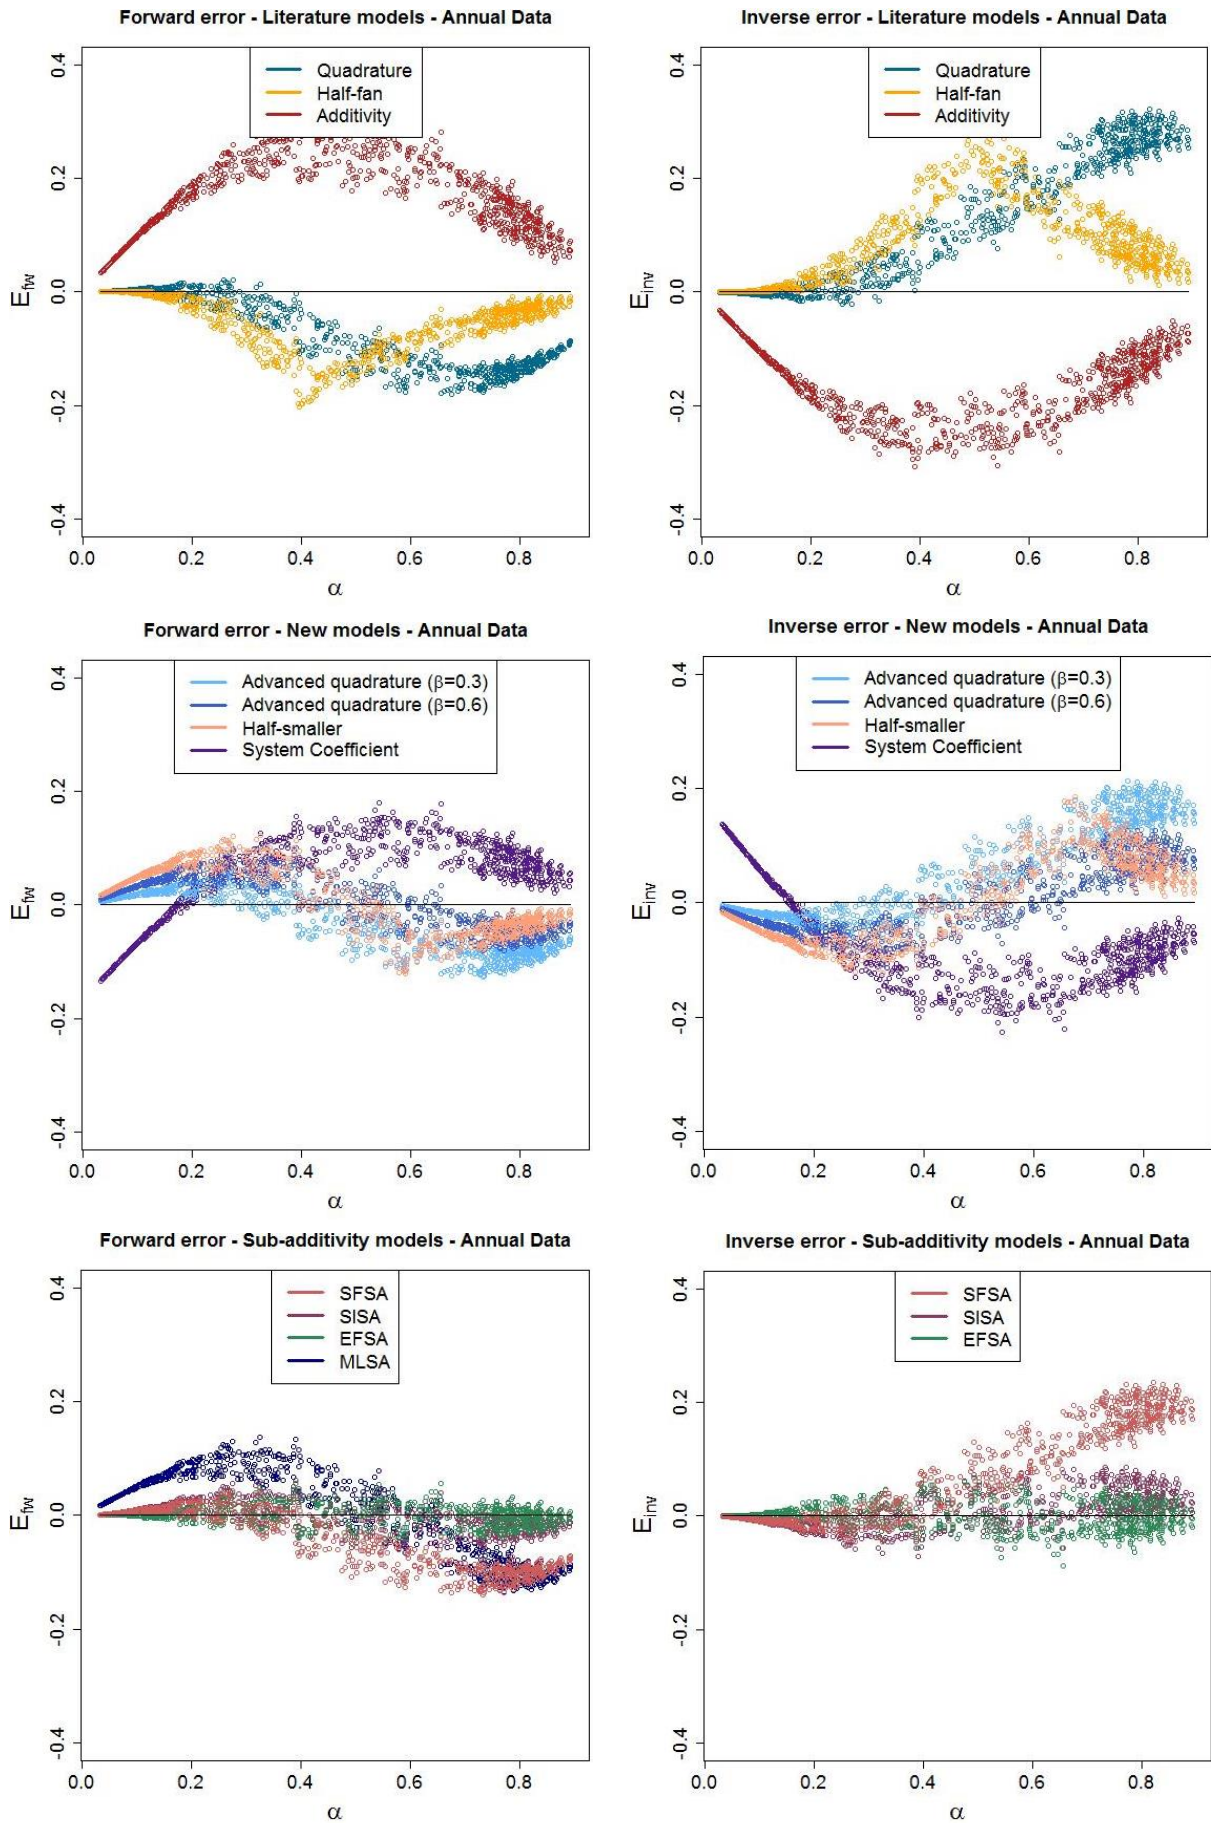 Forward error - Literature models - Annual Data
Quadrature
Half-fan
Additivity
0.4
0.2
0.0
-0.2
-0.4
E_fw
0.0 0.2 0.4 0.6 0.8
α
Inverse error - Literature models - Annual Data
Quadrature
Half-fan
Additivity
0.4
0.2
0.0
-0.2
-0.4
E_inv
0.0 0.2 0.4 0.6 0.8
α
Forward error - New models - Annual Data
Advanced quadrature (β=0.3)
Advanced quadrature (β=0.6)
Half-smaller
System Coefficient
0.4
0.2
0.0
-0.2
-0.4
E_fw
0.0 0.2 0.4 0.6 0.8
α
Inverse error - New models - Annual Data
Advanced quadrature (β=0.3)
Advanced quadrature (β=0.6)
Half-smaller
System Coefficient
0.4
0.2
0.0
-0.2
-0.4
E_inv
0.0 0.2 0.4 0.6 0.8
α
Forward error - Sub-additivity models - Annual Data
SFSA
SISA
EFSA
MLSA
0.4
0.2
0.0
-0.2
-0.4
E_fw
0.0 0.2 0.4 0.6 0.8
α
Inverse error - Sub-additivity models - Annual Data
SFSA
SISA
EFSA
0.4
0.2
0.0
-0.2
-0.4
E_inv
0.0 0.2 0.4 0.6 0.8
α